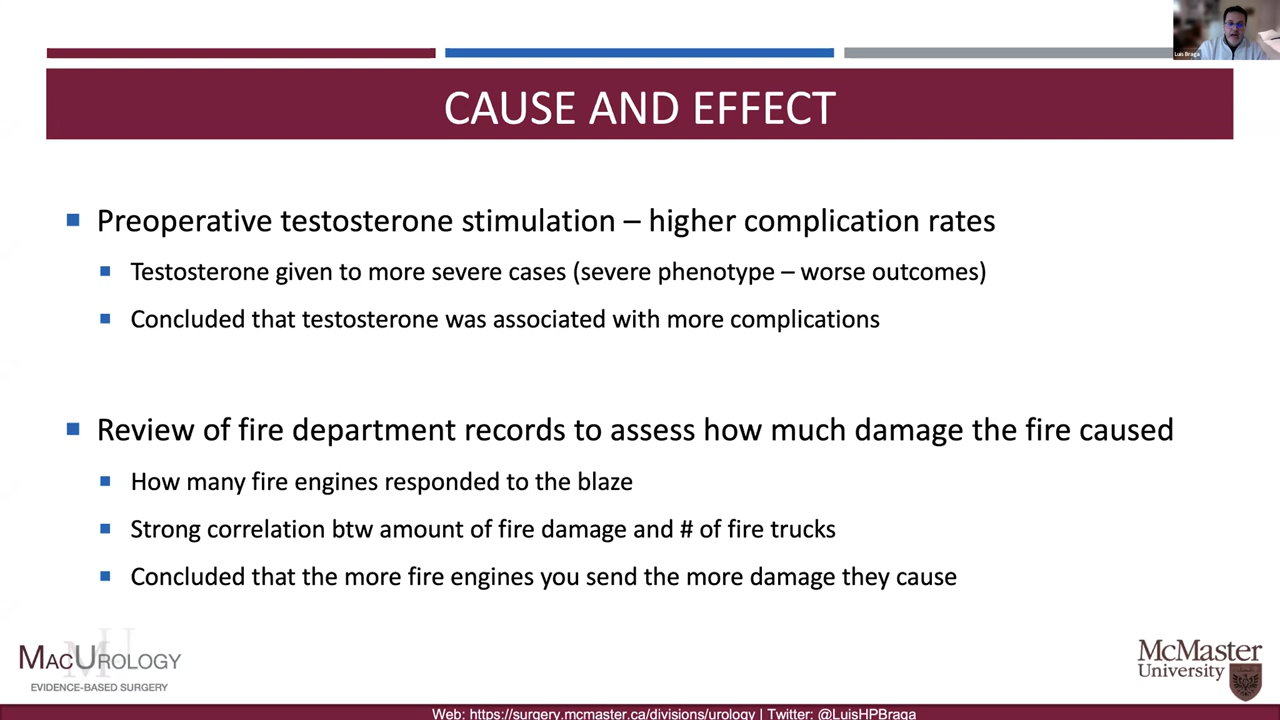 Luis Braga
CAUSE AND EFFECT
Preoperative testosterone stimulation – higher complication rates
Testosterone given to more severe cases (severe phenotype – worse outcomes)
Concluded that testosterone was associated with more complications
Review of fire department records to assess how much damage the fire caused
How many fire engines responded to the blaze
Strong correlation btw amount of fire damage and # of fire trucks
Concluded that the more fire engines you send the more damage they cause
MU
MACUROLOGY
EVIDENCE-BASED SURGERY
McMaster
University
Web: https://surgery.mcmaster.ca/divisions/urology | Twitter: @LuisHPBraga